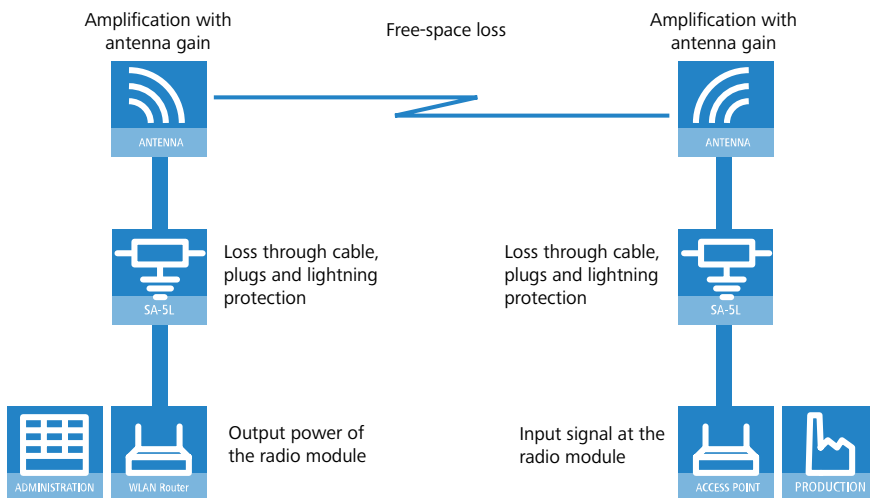 Amplification with
antenna gain
Free-space loss
Amplification with
antenna gain
ANTENNA
ANTENNA
Loss through cable,
plugs and lightning
protection
Loss through cable,
plugs and lightning
protection
SA-5L
SA-5L
Output power of
the radio module
Input signal at the
radio module
ADMINISTRATION
WLAN Router
ACCESS POINT
PRODUCTION